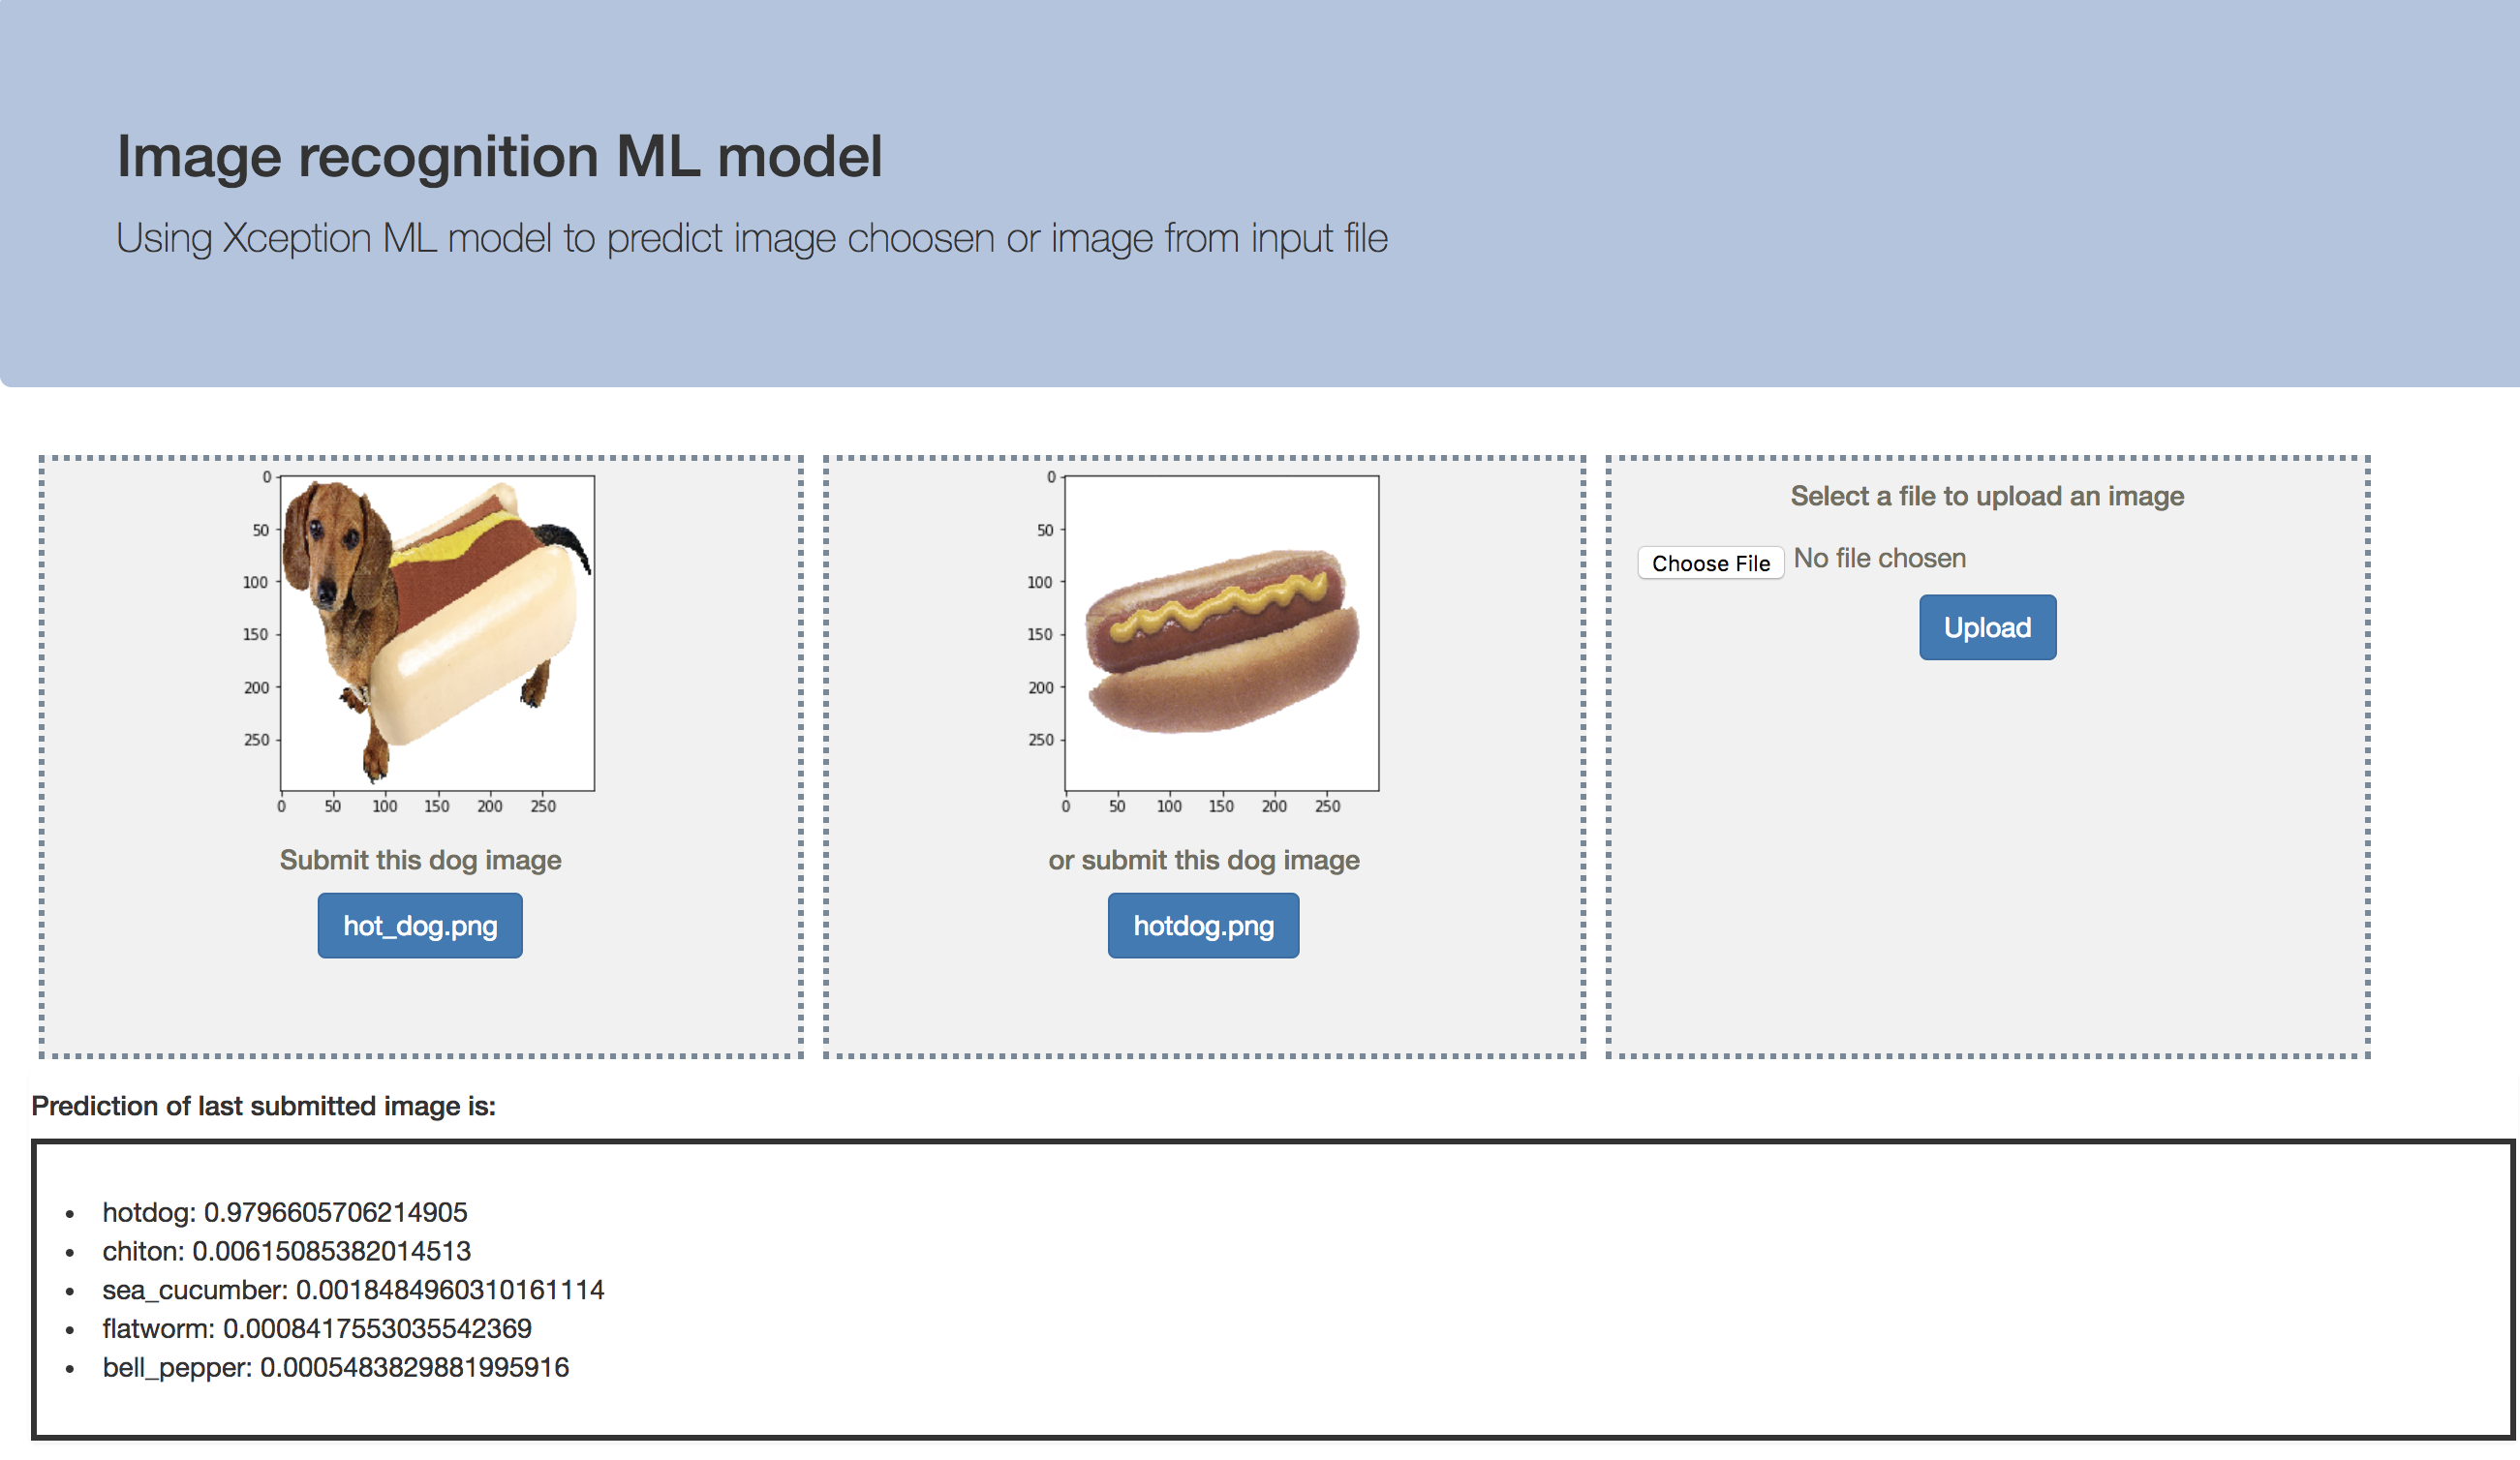 Image recognition ML model
Using Xception ML model to predict image choosen or image from input file
0
50
100
150
200
250
0 50 100 150 200 250
Submit this dog image
hot_dog.png
0
50
100
150
200
250
0 50 100 150 200 250
or submit this dog image
hotdog.png
Select a file to upload an image
Choose File No file chosen
Upload
Prediction of last submitted image is:
• hotdog: 0.9796605706214905
• chiton: 0.00615085382014513
• sea_cucumber: 0.0018484960310161114
• flatworm: 0.0008417553035542369
• bell_pepper: 0.0005483829881995916